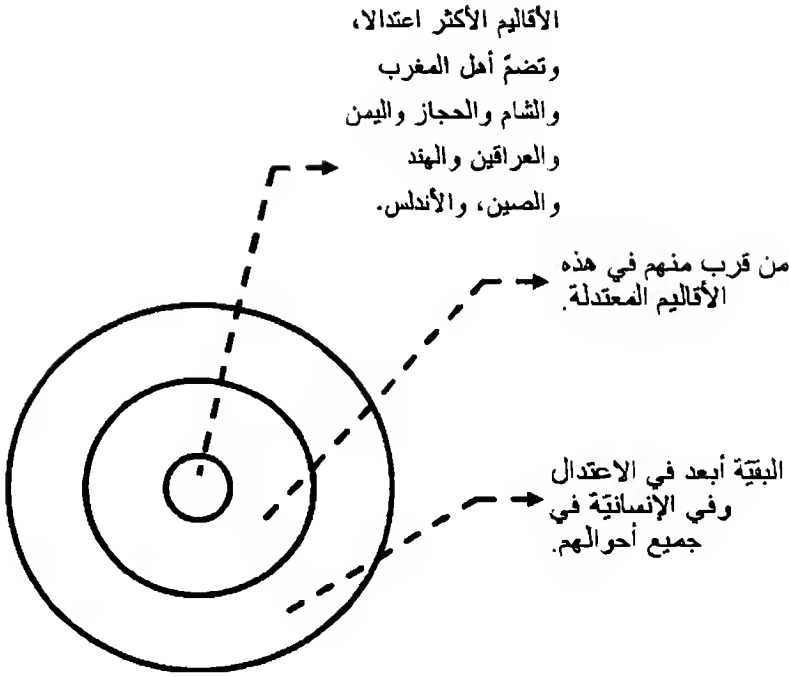 الأقاليم الأكثر اعتدالا،
وتضمّ أهل المغرب
والشام والحجاز واليمن
والعراقين والهند
والصين، والأندلس.
من قرب منهم في هذه
الأقاليم المعتدلة.
البقيّة أبعد في الاعتدال
وفي الإنسانيّة في
جميع أحوالهم.